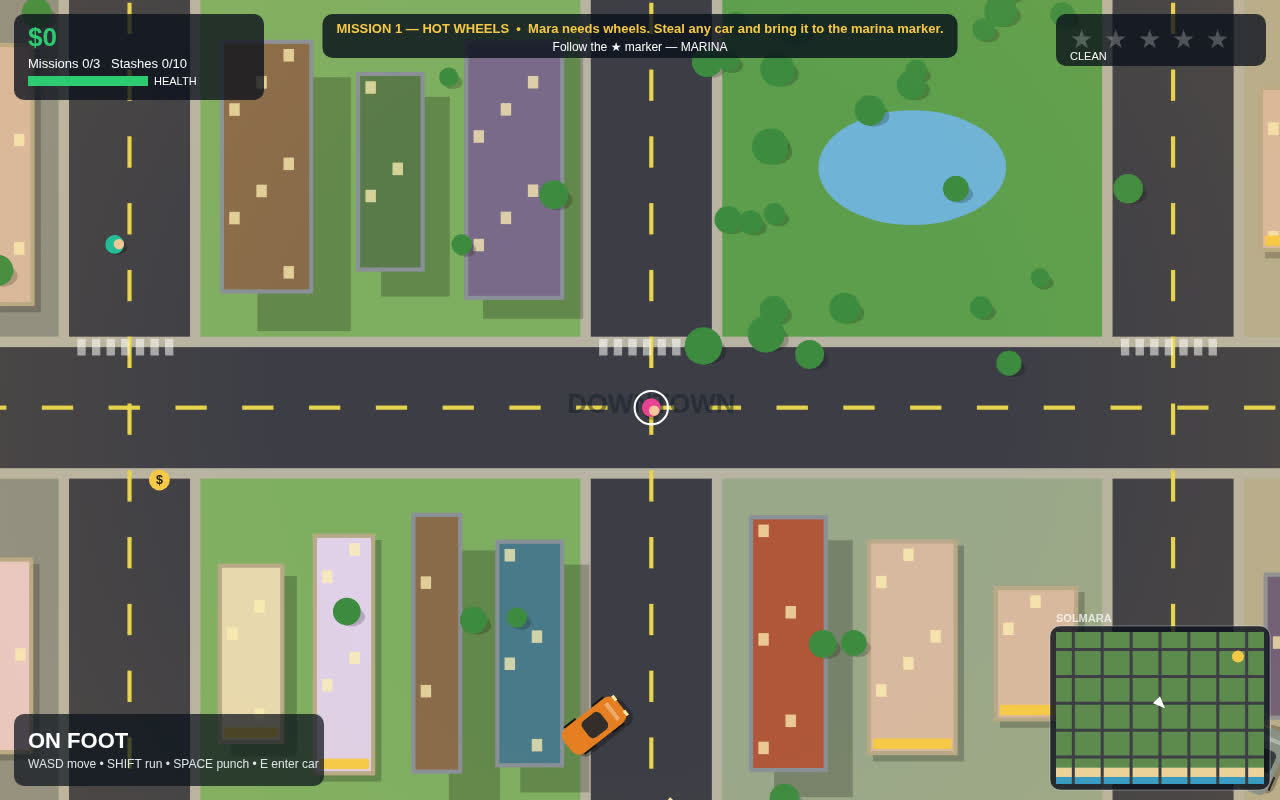 $0
Missions 0/3 Stashes 0/10
HEALTH
MISSION 1 — HOT WHEELS • Mara needs wheels. Steal any car and bring it to the marina marker.
Follow the ★ marker — MARINA
★ ★ ★ ★ ★
CLEAN
DOWNTOWN
$
SOLMARA
ON FOOT
WASD move • SHIFT run • SPACE punch • E enter car